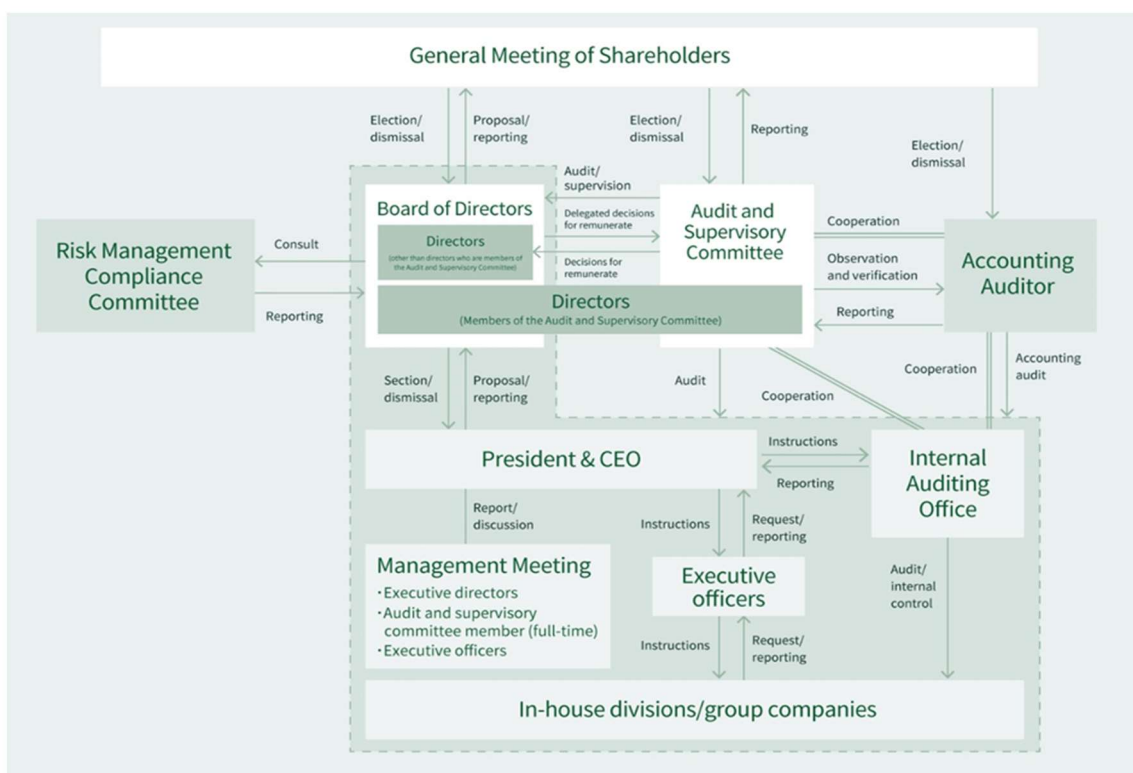 General Meeting of Shareholders
Election/
dismissal
Proposal/
reporting
Election/
dismissal
Reporting
Election/
dismissal
Audit/
supervision
Board of Directors
Directors
(other than directors who are members of
the Audit and Supervisory Committee)
Delegated decisions
for remunerate
Decisions for
remunerate
Audit and
Supervisory
Committee
Directors
(Members of the Audit and Supervisory Committee)
Cooperation
Observation
and verification
Reporting
Accounting
Auditor
Risk Management
Compliance
Committee
Consult
Reporting
Section/
dismissal
Proposal/
reporting
Audit
Cooperation
Cooperation
Accounting
audit
President & CEO
Instructions
Reporting
Internal
Auditing
Office
Report/
discussion
Instructions
Request/
reporting
Management Meeting
・Executive directors
・Audit and supervisory
committee member (full-time)
・Executive officers
Executive
officers
Audit/
internal
control
Instructions
Request/
reporting
In-house divisions/group companies